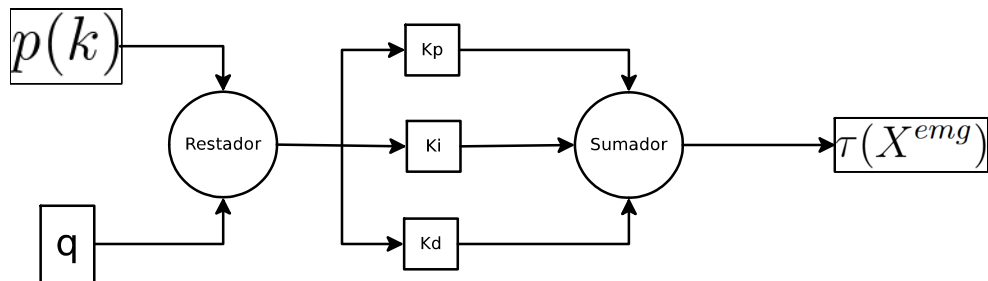 p(k)
Kp
Restador
Ki
Sumador
τ(X^{emg})
q
Kd